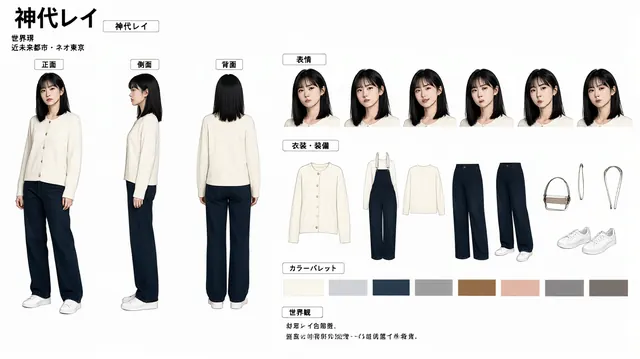 神代レイ
神代レイ
世界
近未来都市・ネオ東京
正面
側面
背面
表情
衣装・装備
カラーパレット
世界観